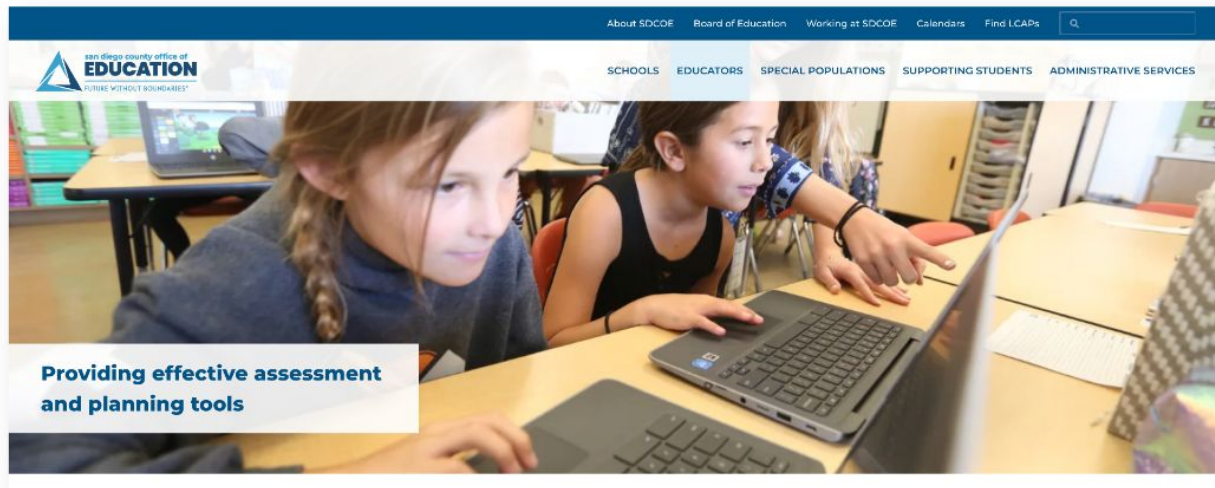 About SDCOE Board of Education Working at SDCOE Calendars Find LCAPs
san diego county office of
EDUCATION
FUTURE WITHOUT BOUNDARIES™
SCHOOLS EDUCATORS SPECIAL POPULATIONS SUPPORTING STUDENTS ADMINISTRATIVE SERVICES
Providing effective assessment
and planning tools